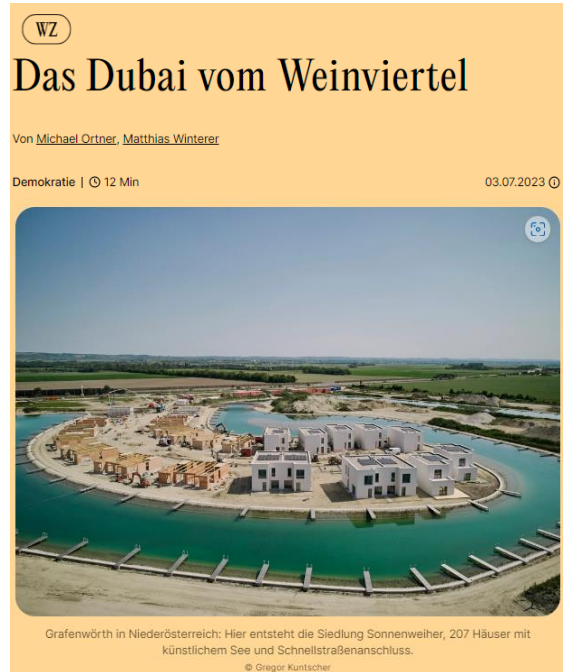 WZ
Das Dubai vom Weinviertel
Von Michael Ortner, Matthias Winterer
Demokratie | 12 Min
03.07.2023
Grafenwörth in Niederösterreich: Hier entsteht die Siedlung Sonnenweiher, 207 Häuser mit
künstlichem See und Schnellstraßenanschluss.
© Gregor Kuntscher